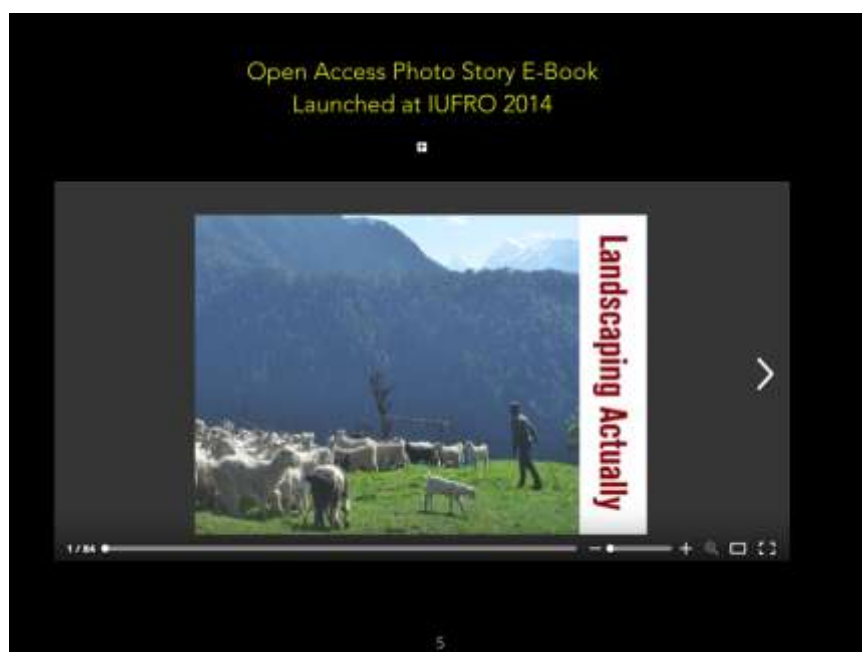 Open Access Photo Story E-Book
Launched at IUFRO 2014
Landscaping Actually
1 / 84
5